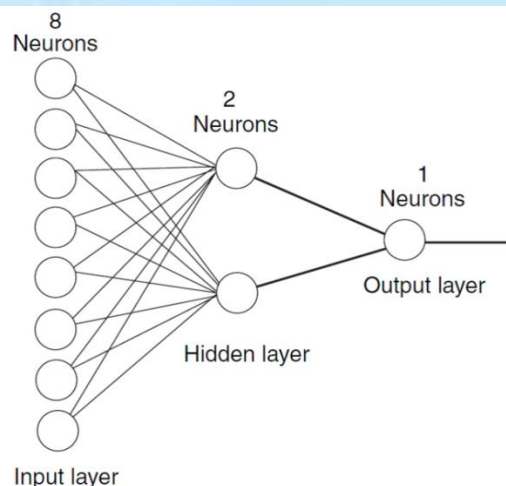 8
Neurons
2
Neurons
1
Neurons
Output layer
Hidden layer
Input layer